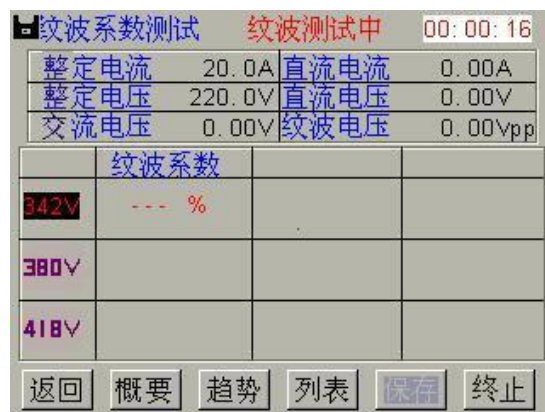 纹波系数测试 纹波测试中 00:00:16
整定电流 20.0A 直流电流 0.00A
整定电压 220.0V 直流电压 0.00V
交流电压 0.00V 纹波电压 0.00Vpp
纹波系数
342V --- %
380V
418V
返回 概要 趋势 列表 保存 终止